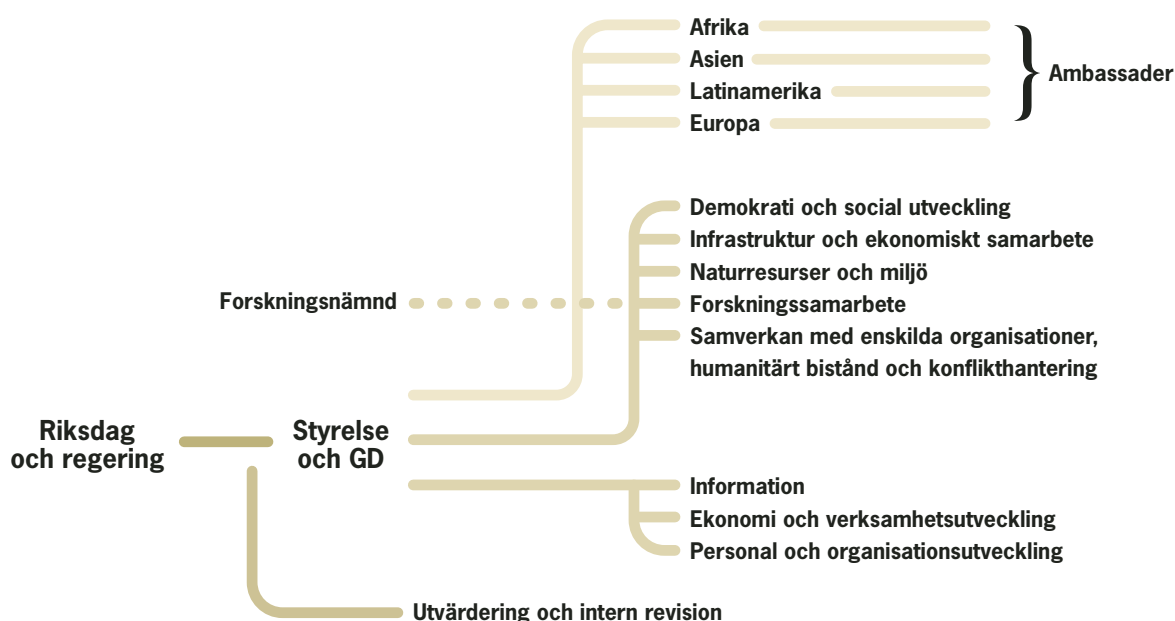 Afrika
Asien
Latinamerika
Europa
Ambassader
Demokrati och social utveckling
Infrastruktur och ekonomiskt samarbete
Naturresurser och miljö
Forskningsnämnd
Forskningssamarbete
Samverkan med enskilda organisationer,
humanitärt bistånd och konflikthantering
Riksdag
och regering
Styrelse
och GD
Information
Ekonomi och verksamhetsutveckling
Personal och organisationsutveckling
Utvärdering och intern revision